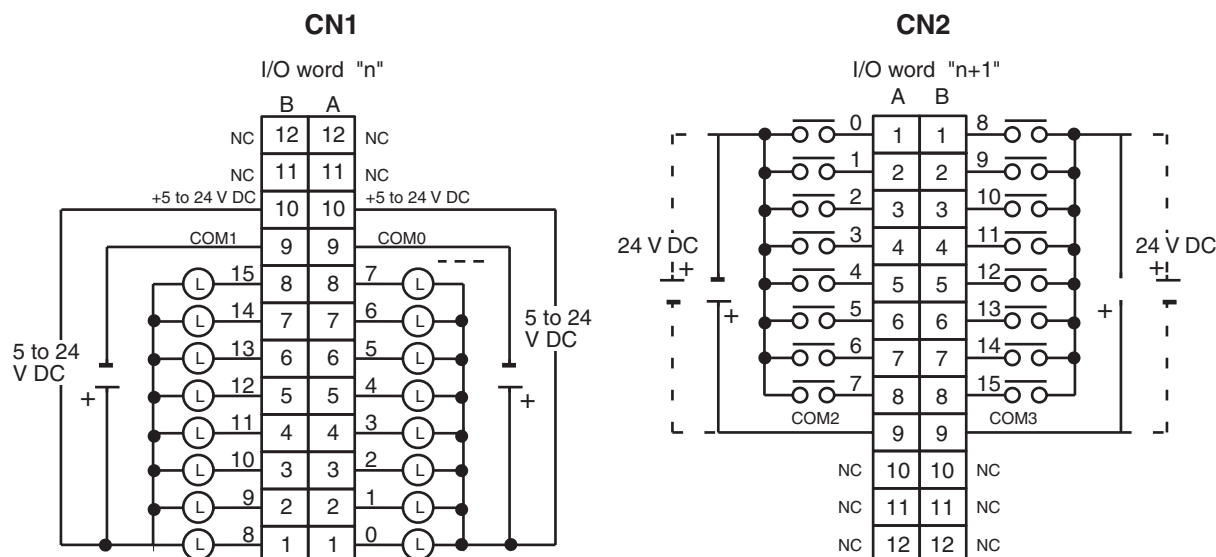 CN1
I/O word "n"
B A
NC 12 12 NC
NC 11 11 NC
+5 to 24 V DC 10 10 +5 to 24 V DC
COM1 9 9 COM0
L 15 8 8 7 L
L 14 7 7 6 L
L 13 6 6 5 L
L 12 5 5 4 L
L 11 4 4 3 L
L 10 3 3 2 L
L 9 2 2 1 L
L 8 1 1 0 L
5 to 24
V DC
+
5 to 24
V DC
+
CN2
I/O word "n+1"
A B
0 1 1 8
1 2 2 9
2 3 3 10
3 4 4 11
4 5 5 12
5 6 6 13
6 7 7 14
7 8 8 15
COM2 9 9 COM3
NC 10 10 NC
NC 11 11 NC
NC 12 12 NC
24 V DC
+
+
24 V DC
+
+